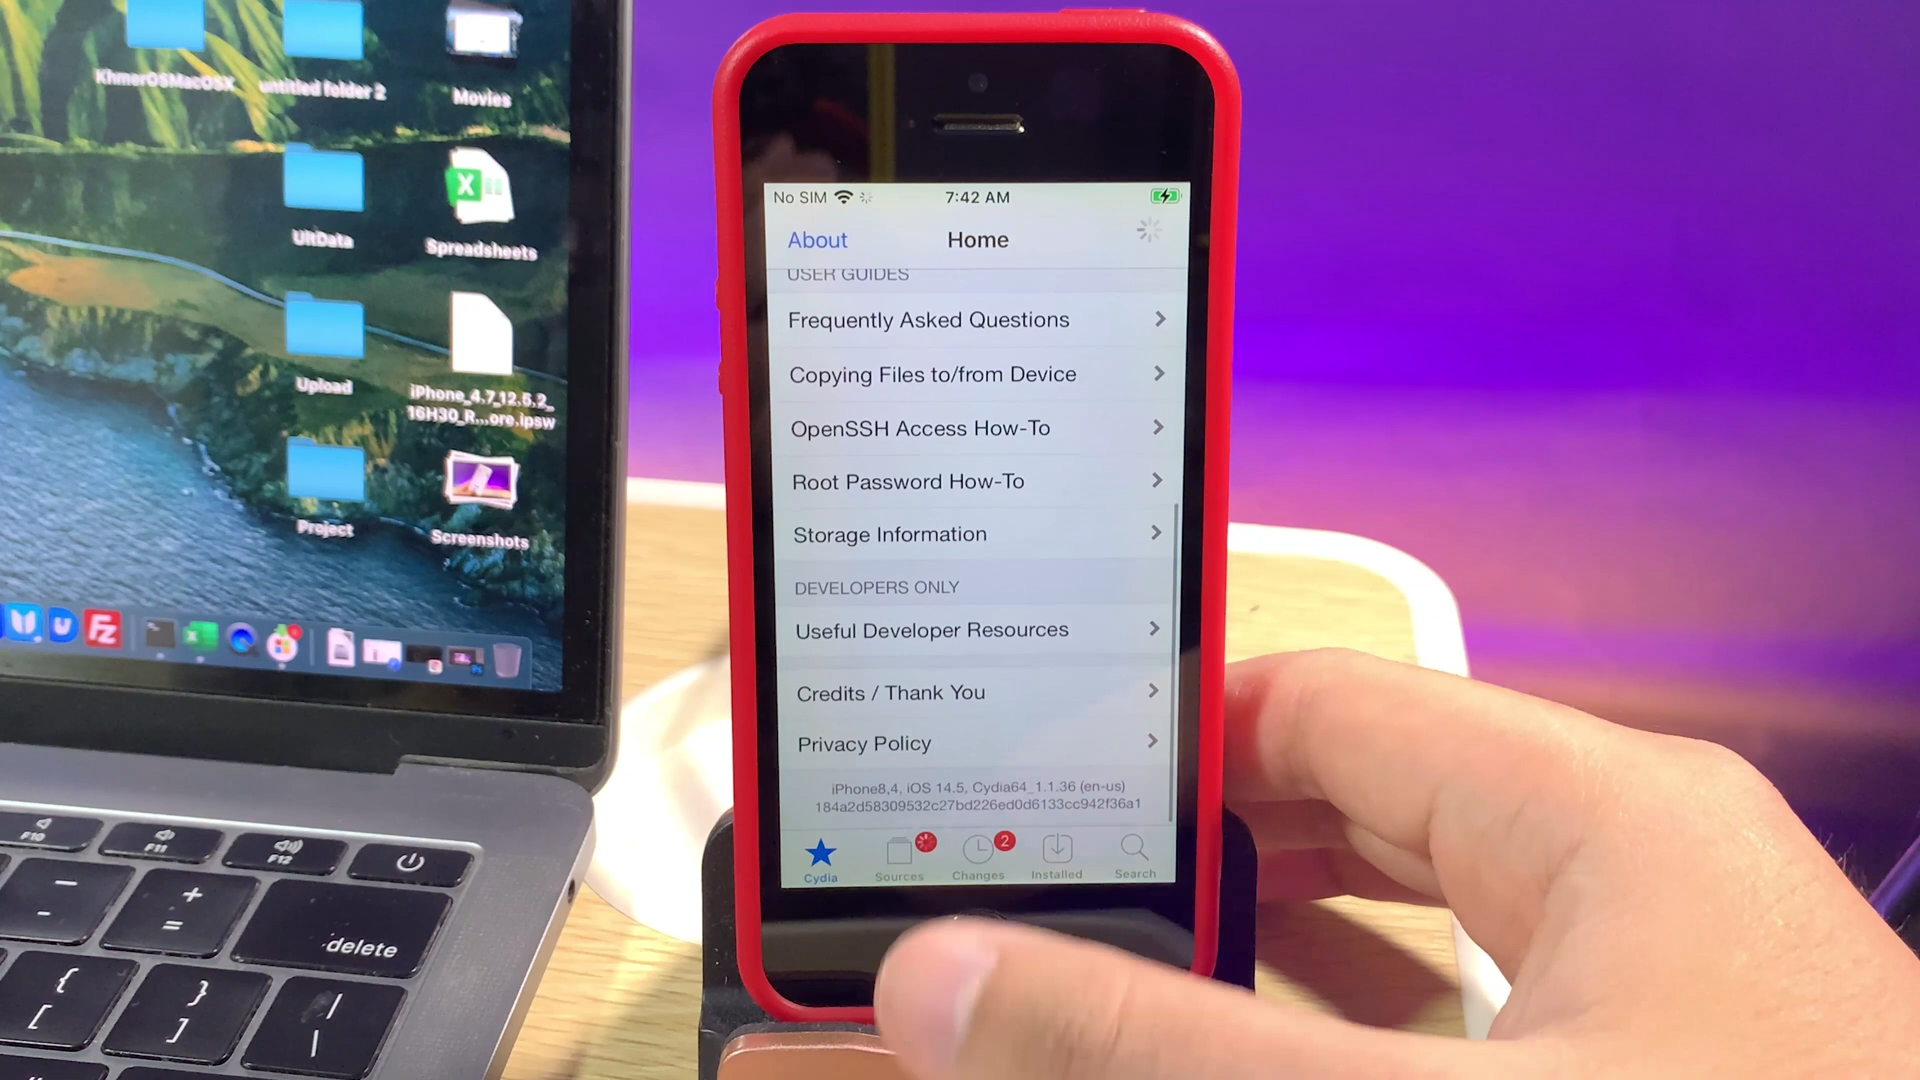 KhmerOSMacOSX
untitled folder 2
Movies
UltData
Spreadsheets
Upload
iPhone_4.7_12.5.2_
16H30_R...ore.ipsw
Project
Screenshots
F10
F11
F12
delete
No SIM
7:42 AM
About
Home
USER GUIDES
Frequently Asked Questions
Copying Files to/from Device
OpenSSH Access How-To
Root Password How-To
Storage Information
DEVELOPERS ONLY
Useful Developer Resources
Credits / Thank You
Privacy Policy
iPhone8,4, iOS 14.5, Cydia64_1.1.36 (en-us)
184a2d58309532c27bd226ed0d6133cc942f36a1
2
Cydia
Sources
Changes
Installed
Search